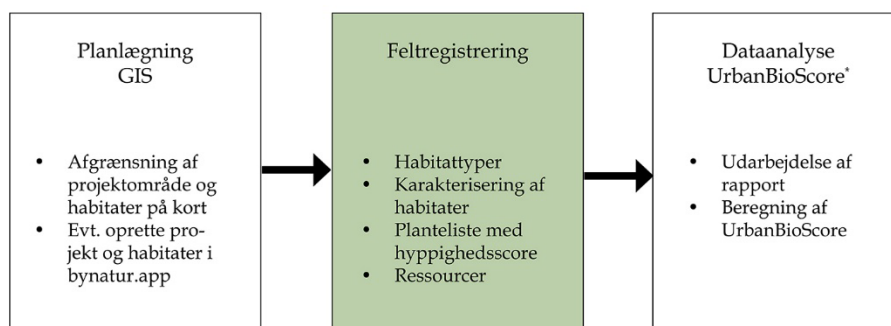 Planlægning
GIS
• Afgrænsning af
projektområde og
habitater på kort
• Evt. oprette pro-
jekt og habitater i
bynatur.app
Feltregistrering
• Habitattyper
• Karakterisering af
habitater
• Planteliste med
hyppighedsscore
• Ressourcer
Dataanalyse
UrbanBioScore*
• Udarbejdelse af
rapport
• Beregning af
UrbanBioScore